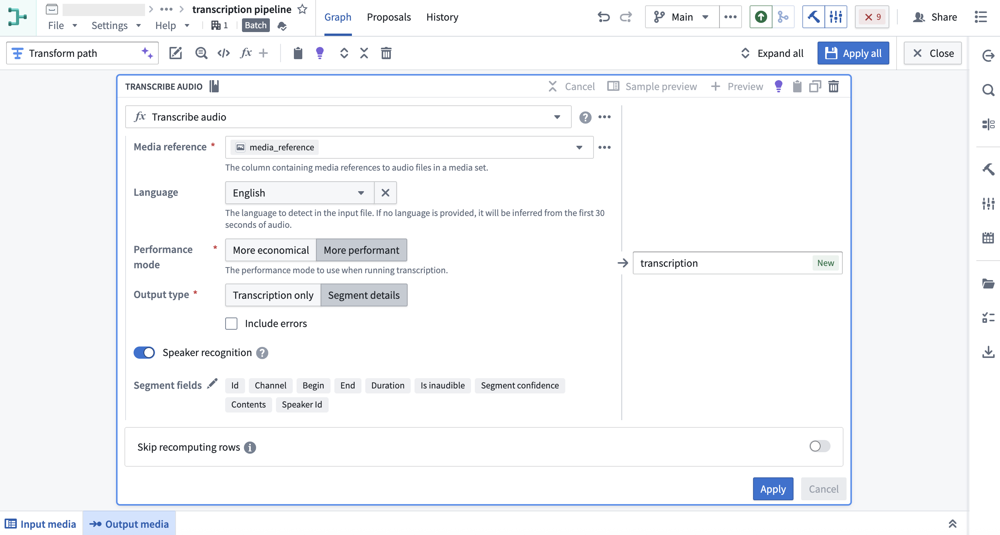 transcription pipeline
File Settings Help 1 Batch
Graph Proposals History
Main
9
Share
Transform path
Expand all
Apply all
Close
TRANSCRIBE AUDIO
Cancel Sample preview Preview
fx Transcribe audio
Media reference * media_reference
The column containing media references to audio files in a media set.
Language English
The language to detect in the input file. If no language is provided, it will be inferred from the first 30
seconds of audio.
Performance mode * More economical More performant
The performance mode to use when running transcription.
transcription New
Output type * Transcription only Segment details
Include errors
Speaker recognition
Segment fields Id Channel Begin End Duration Is inaudible Segment confidence
Contents Speaker Id
Skip recomputing rows
Apply Cancel
Input media Output media